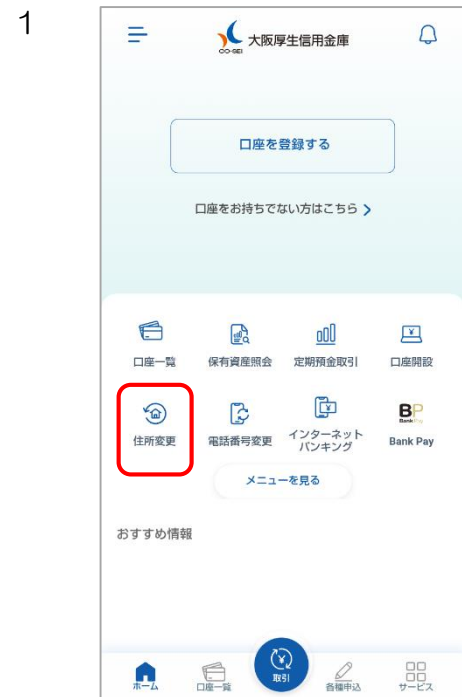 1
CO-SEI 大阪厚生信用金庫
口座を登録する
口座をお持ちでない方はこちら
口座一覧 保有資産照会 定期預金取引 口座開設
住所変更 電話番号変更 インターネット
バンキング Bank Pay
BP
Bank Pay
メニューを見る
おすすめ情報
ホーム 口座一覧 取引 各種申込 サービス